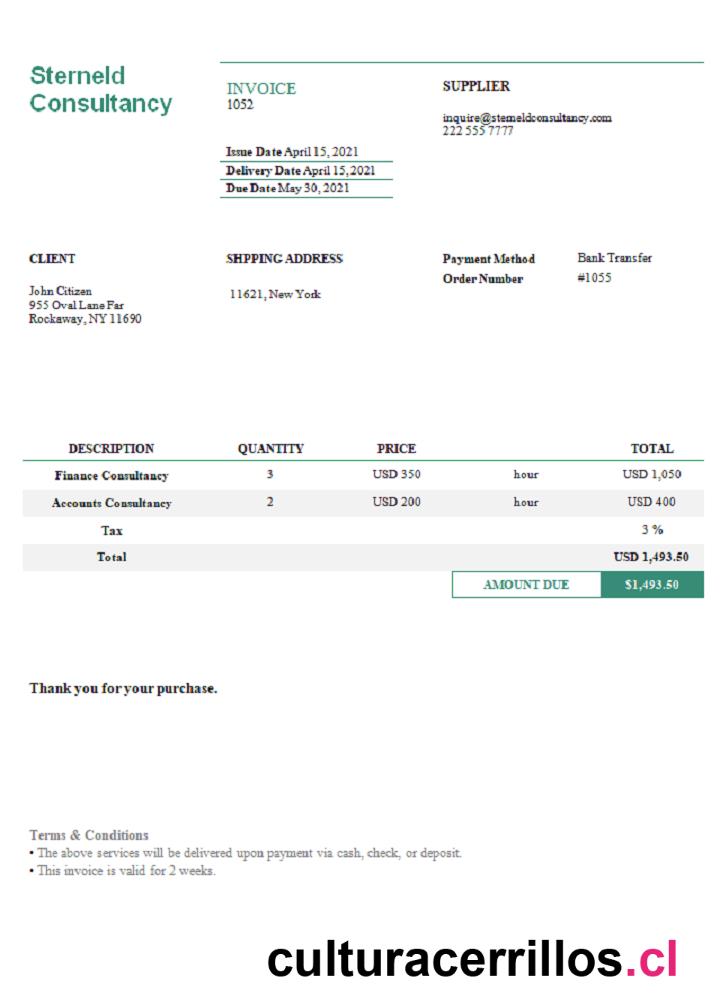 Sterneld
Consultancy
INVOICE
1052
SUPPLIER
inquire@sterneldconsultancy.com
222 555 7777
Issue Date April 15, 2021
Delivery Date April 15, 2021
Due Date May 30, 2021
CLIENT
John Citizen
955 Oval Lane Far
Rockaway, NY 11690
SHPPING ADDRESS
11621, New York
Payment Method Bank Transfer
Order Number #1055
DESCRIPTION QUANTITY PRICE TOTAL
Finance Consultancy 3 USD 350 hour USD 1,050
Accounts Consultancy 2 USD 200 hour USD 400
Tax 3 %
Total USD 1,493.50
AMOUNT DUE $1,493.50
Thank you for your purchase.
Terms & Conditions
• The above services will be delivered upon payment via cash, check, or deposit.
• This invoice is valid for 2 weeks.
culturacerrillos.cl